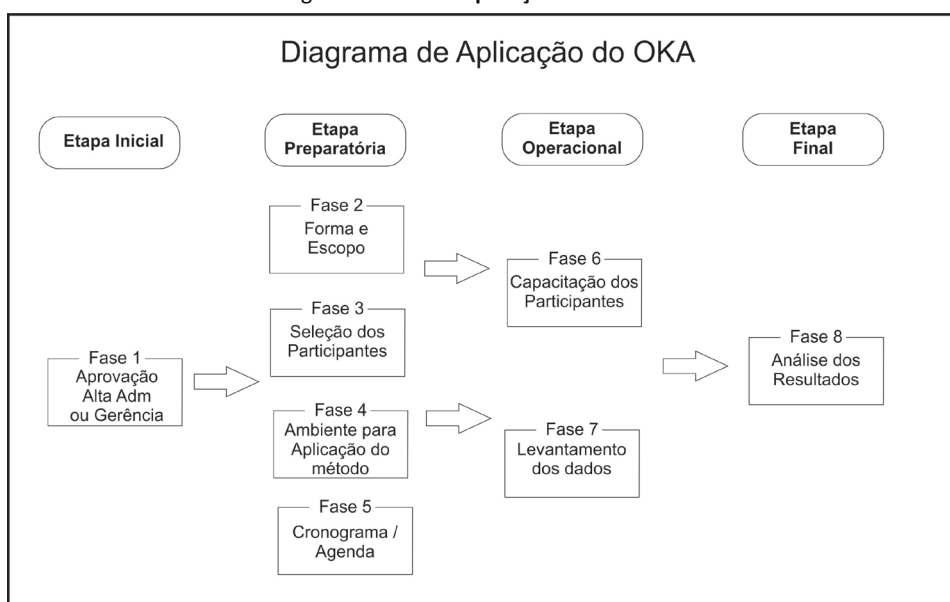 Diagrama de Aplicação do OKA
Etapa Inicial
Etapa
Preparatória
Etapa
Operacional
Etapa
Final
Fase 1
Aprovação
Alta Adm
ou Gerência
Fase 2
Forma e
Escopo
Fase 3
Seleção dos
Participantes
Fase 4
Ambiente para
Aplicação do
método
Fase 5
Cronograma /
Agenda
Fase 6
Capacitação dos
Participantes
Fase 7
Levantamento
dos dados
Fase 8
Análise dos
Resultados